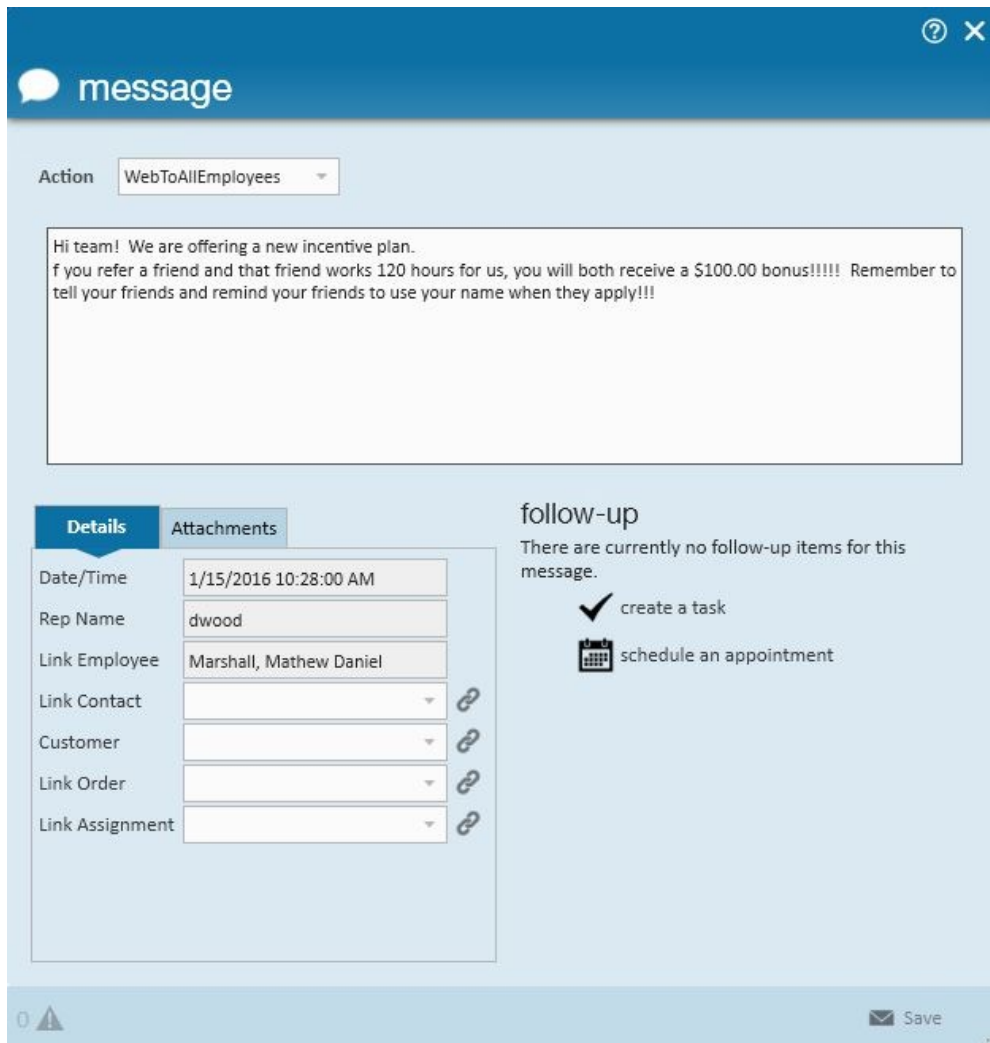 message
Action WebToAllEmployees
Hi team! We are offering a new incentive plan.
f you refer a friend and that friend works 120 hours for us, you will both receive a $100.00 bonus!!!!! Remember to
tell your friends and remind your friends to use your name when they apply!!!
Details Attachments
Date/Time 1/15/2016 10:28:00 AM
Rep Name dwood
Link Employee Marshall, Mathew Daniel
Link Contact
Customer
Link Order
Link Assignment
follow-up
There are currently no follow-up items for this
message.
create a task
schedule an appointment
0
Save